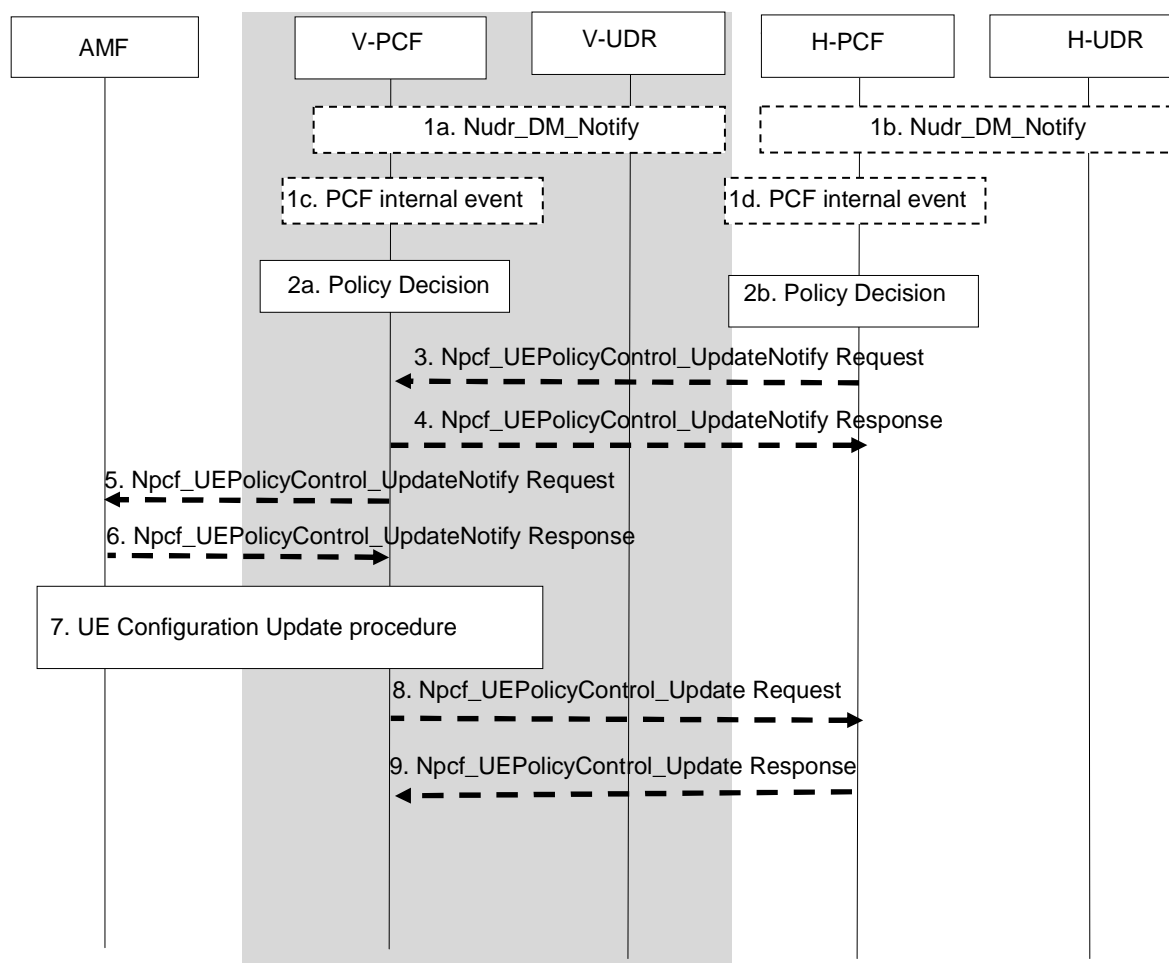 AMF
V-PCF
V-UDR
H-PCF
H-UDR
1a. Nudr_DM_Notify
1b. Nudr_DM_Notify
1c. PCF internal event
1d. PCF internal event
2a. Policy Decision
2b. Policy Decision
3. Npcf_UEPolicyControl_UpdateNotify Request
4. Npcf_UEPolicyControl_UpdateNotify Response
5. Npcf_UEPolicyControl_UpdateNotify Request
6. Npcf_UEPolicyControl_UpdateNotify Response
7. UE Configuration Update procedure
8. Npcf_UEPolicyControl_Update Request
9. Npcf_UEPolicyControl_Update Response